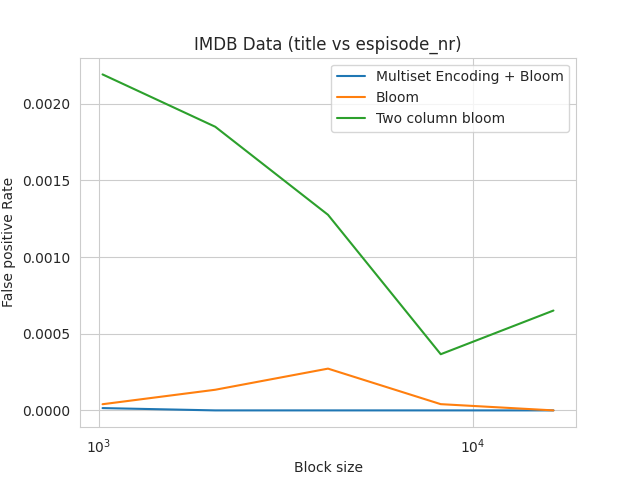 IMDB Data (title vs espisode_nr)
Multiset Encoding + Bloom
Bloom
Two column bloom
False positive Rate
0.0020
0.0015
0.0010
0.0005
0.0000
10³
10⁴
Block size